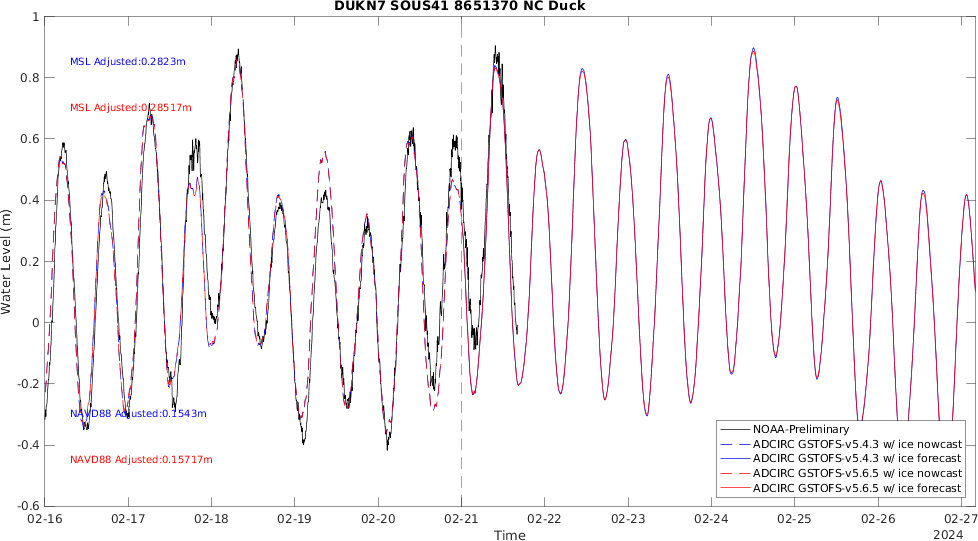 DUKN7 SOUS41 8651370 NC Duck
1
0.8
0.6
0.4
0.2
0
-0.2
-0.4
-0.6
Water Level (m)
MSL Adjusted:0.2823m
MSL Adjusted:0.28517m
NAVD88 Adjusted:0.1543m
NAVD88 Adjusted:0.15717m
NOAA-Preliminary
ADCIRC GSTOFS-v5.4.3 w/ ice nowcast
ADCIRC GSTOFS-v5.4.3 w/ ice forecast
ADCIRC GSTOFS-v5.6.5 w/ ice nowcast
ADCIRC GSTOFS-v5.6.5 w/ ice forecast
02-16 02-17 02-18 02-19 02-20 02-21 02-22 02-23 02-24 02-25 02-26 02-27
Time
2024